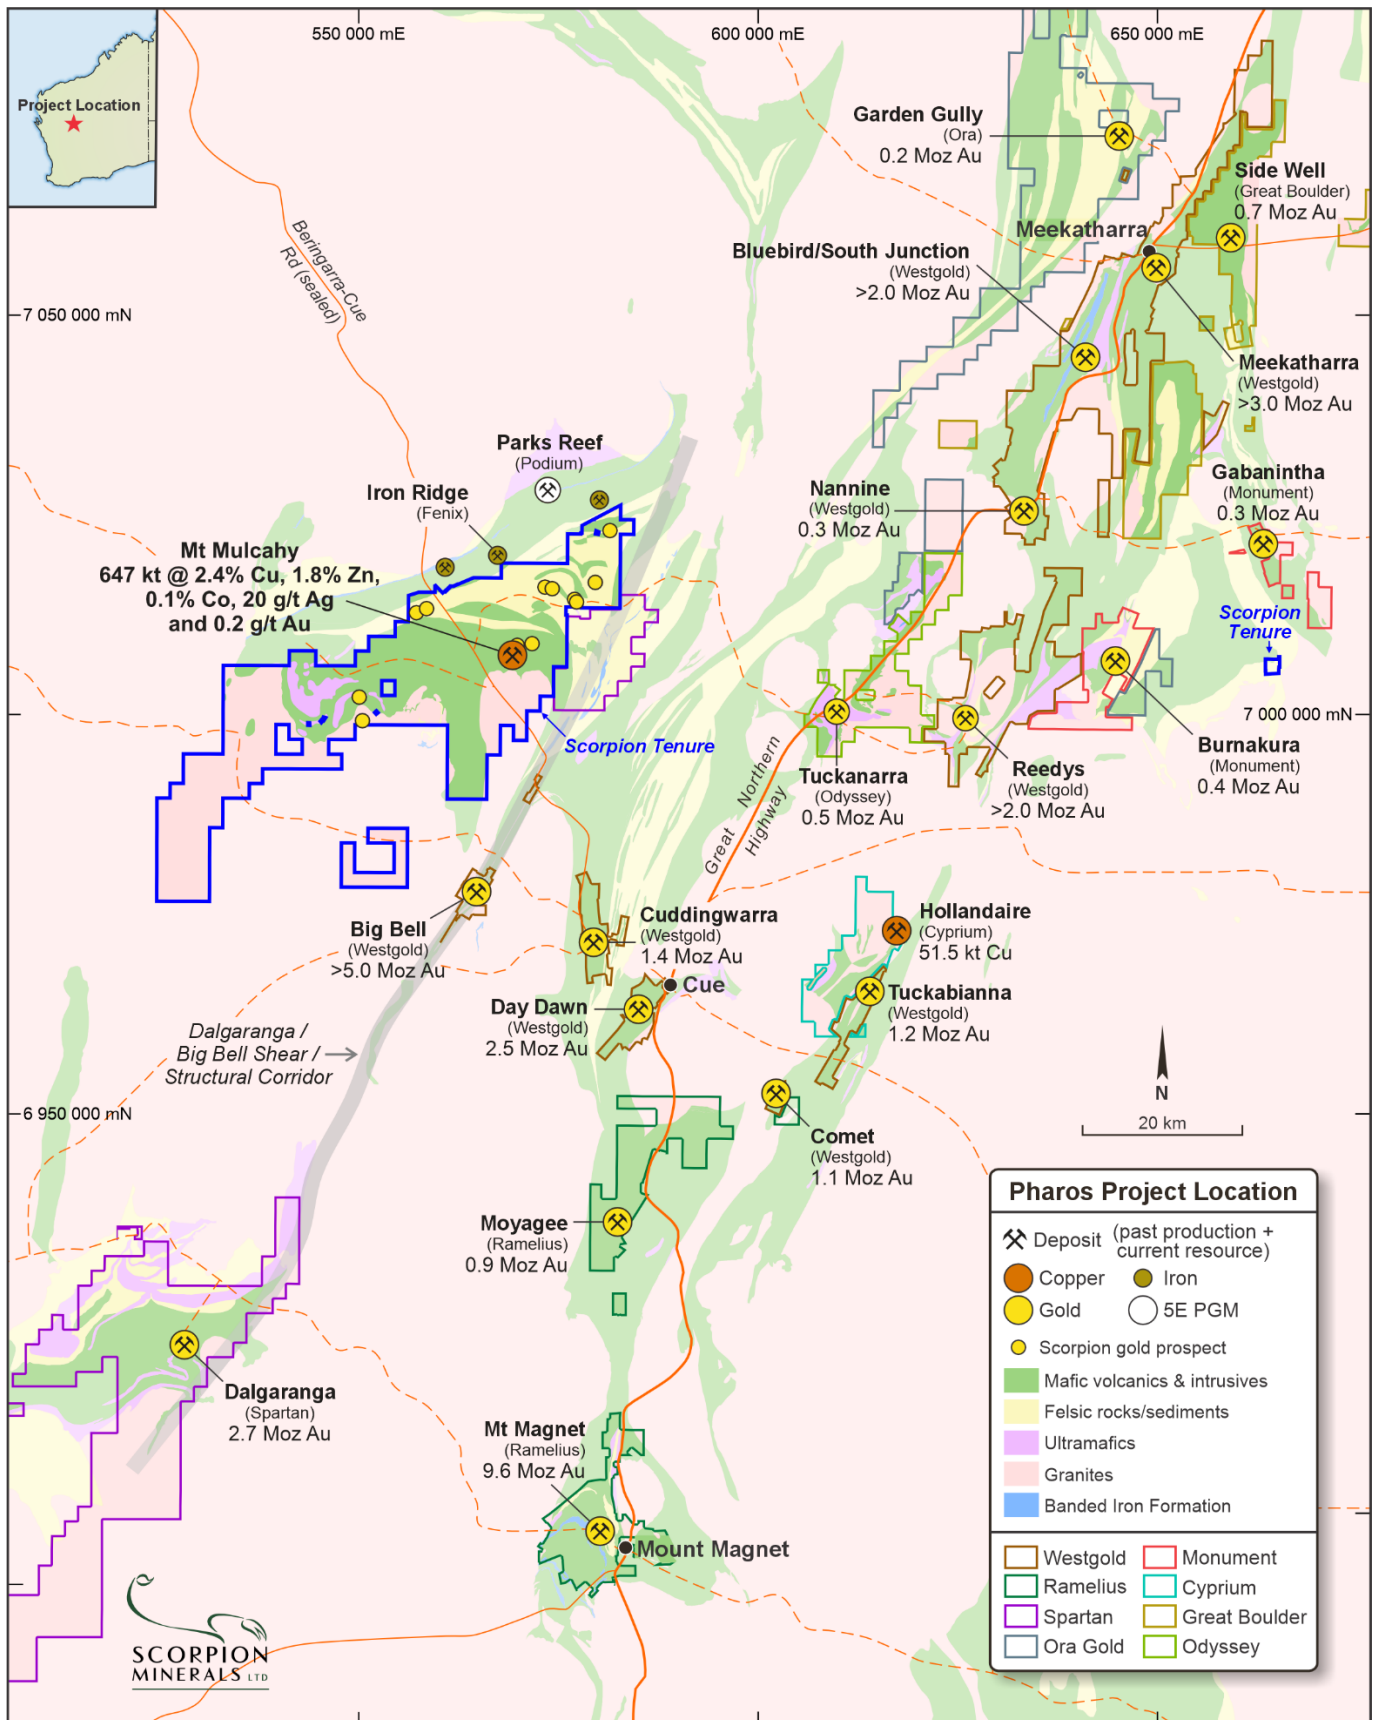 550 000 mE
600 000 mE
650 000 mE
Project Location
Garden Gully
(Ora)
0.2 Moz Au
Side Well
(Great Boulder)
0.7 Moz Au
Meekatharra
Bluebird/South Junction
(Westgold)
>2.0 Moz Au
Beringarra-Cue
Rd (sealed)
7 050 000 mN
Meekatharra
(Westgold)
>3.0 Moz Au
Parks Reef
(Podium)
Iron Ridge
(Fenix)
Nannine
(Westgold)
0.3 Moz Au
Gabanintha
(Monument)
0.3 Moz Au
Mt Mulcahy
647 kt @ 2.4% Cu, 1.8% Zn,
0.1% Co, 20 g/t Ag
and 0.2 g/t Au
Scorpion
Tenure
7 000 000 mN
Scorpion Tenure
Burnakura
(Monument)
0.4 Moz Au
Tuckanarra
(Odyssey)
0.5 Moz Au
Reedys
(Westgold)
>2.0 Moz Au
Great Northern
Highway
Big Bell
(Westgold)
>5.0 Moz Au
Cuddingwarra
(Westgold)
1.4 Moz Au
Hollandaire
(Cyprium)
51.5 kt Cu
Cue
Day Dawn
(Westgold)
2.5 Moz Au
Tuckabianna
(Westgold)
1.2 Moz Au
Dalgaranga /
Big Bell Shear /
Structural Corridor
6 950 000 mN
N
20 km
Comet
(Westgold)
1.1 Moz Au
Moyagee
(Ramelius)
0.9 Moz Au
Dalgaranga
(Spartan)
2.7 Moz Au
Mt Magnet
(Ramelius)
9.6 Moz Au
Mount Magnet
Pharos Project Location
Deposit (past production +
current resource)
Copper
Iron
Gold
5E PGM
Scorpion gold prospect
Mafic volcanics & intrusives
Felsic rocks/sediments
Ultramafics
Granites
Banded Iron Formation
Westgold
Monument
Ramelius
Cyprium
Spartan
Great Boulder
Ora Gold
Odyssey
SCORPION
MINERALS LTD